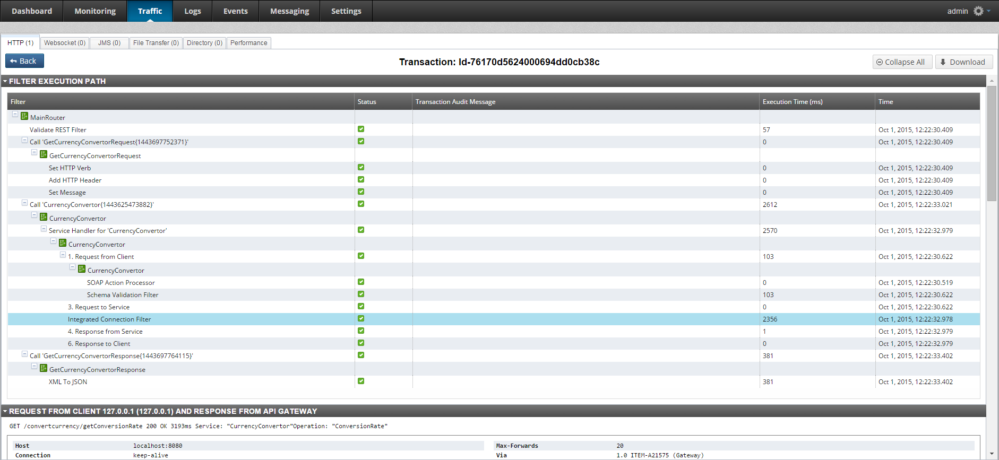 Dashboard Monitoring Traffic Logs Events Messaging Settings admin
HTTP (1) Websocket (0) JMS (0) File Transfer (0) Directory (0) Performance
Back Transaction: Id-76170d5624000694dd0cb38c Collapse All Download
FILTER EXECUTION PATH
Filter Status Transaction Audit Message Execution Time (ms) Time
MainRouter
Validate REST Filter 57 Oct 1, 2015, 12:22:30.409
Call 'GetCurrencyConvertorRequest{1443697752371}' 0 Oct 1, 2015, 12:22:30.409
GetCurrencyConvertorRequest
Set HTTP Verb 0 Oct 1, 2015, 12:22:30.409
Add HTTP Header 0 Oct 1, 2015, 12:22:30.409
Set Message 0 Oct 1, 2015, 12:22:30.409
Call 'CurrencyConvertor{1443625473882}' 2612 Oct 1, 2015, 12:22:33.021
CurrencyConvertor
Service Handler for 'CurrencyConvertor' 2570 Oct 1, 2015, 12:22:32.979
CurrencyConvertor
1. Request from Client 103 Oct 1, 2015, 12:22:30.622
CurrencyConvertor
SOAP Action Processor 0 Oct 1, 2015, 12:22:30.519
Schema Validation Filter 103 Oct 1, 2015, 12:22:30.622
3. Request to Service 0 Oct 1, 2015, 12:22:30.622
Integrated Connection Filter 2356 Oct 1, 2015, 12:22:32.978
4. Response from Service 1 Oct 1, 2015, 12:22:32.979
6. Response to Client 0 Oct 1, 2015, 12:22:32.979
Call 'GetCurrencyConvertorResponse{1443697764115}' 381 Oct 1, 2015, 12:22:33.402
GetCurrencyConvertorResponse
XML To JSON 381 Oct 1, 2015, 12:22:33.402
REQUEST FROM CLIENT 127.0.0.1 (127.0.0.1) AND RESPONSE FROM API GATEWAY
GET /convertcurrency/getConversionRate 200 OK 3193ms Service: "CurrencyConvertor"Operation: "ConversionRate"
Host localhost:8080 Max-Forwards 20
Connection keep-alive Via 1.0 ITEM-A21575 (Gateway)